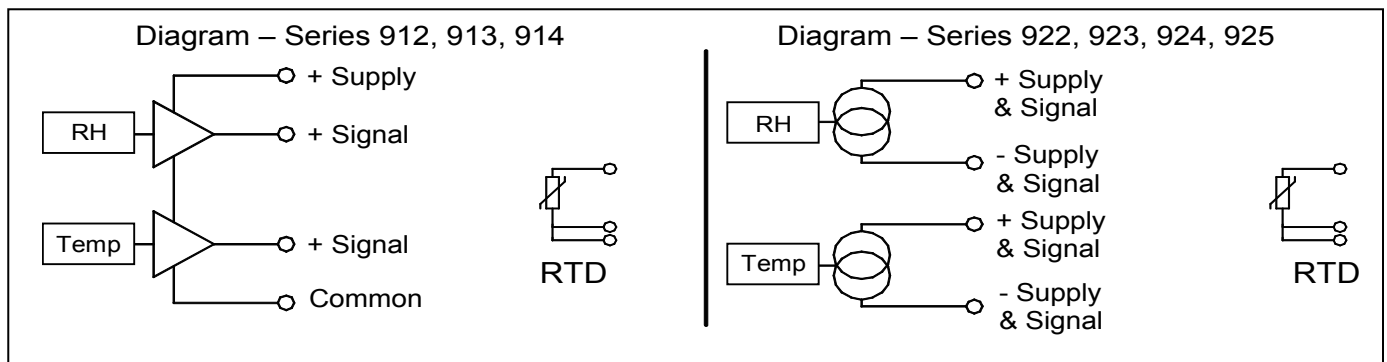 Diagram – Series 912, 913, 914
+ Supply
RH
+ Signal
Temp
+ Signal
Common
RTD
Diagram – Series 922, 923, 924, 925
+ Supply
& Signal
RH
- Supply
& Signal
+ Supply
& Signal
Temp
- Supply
& Signal
RTD